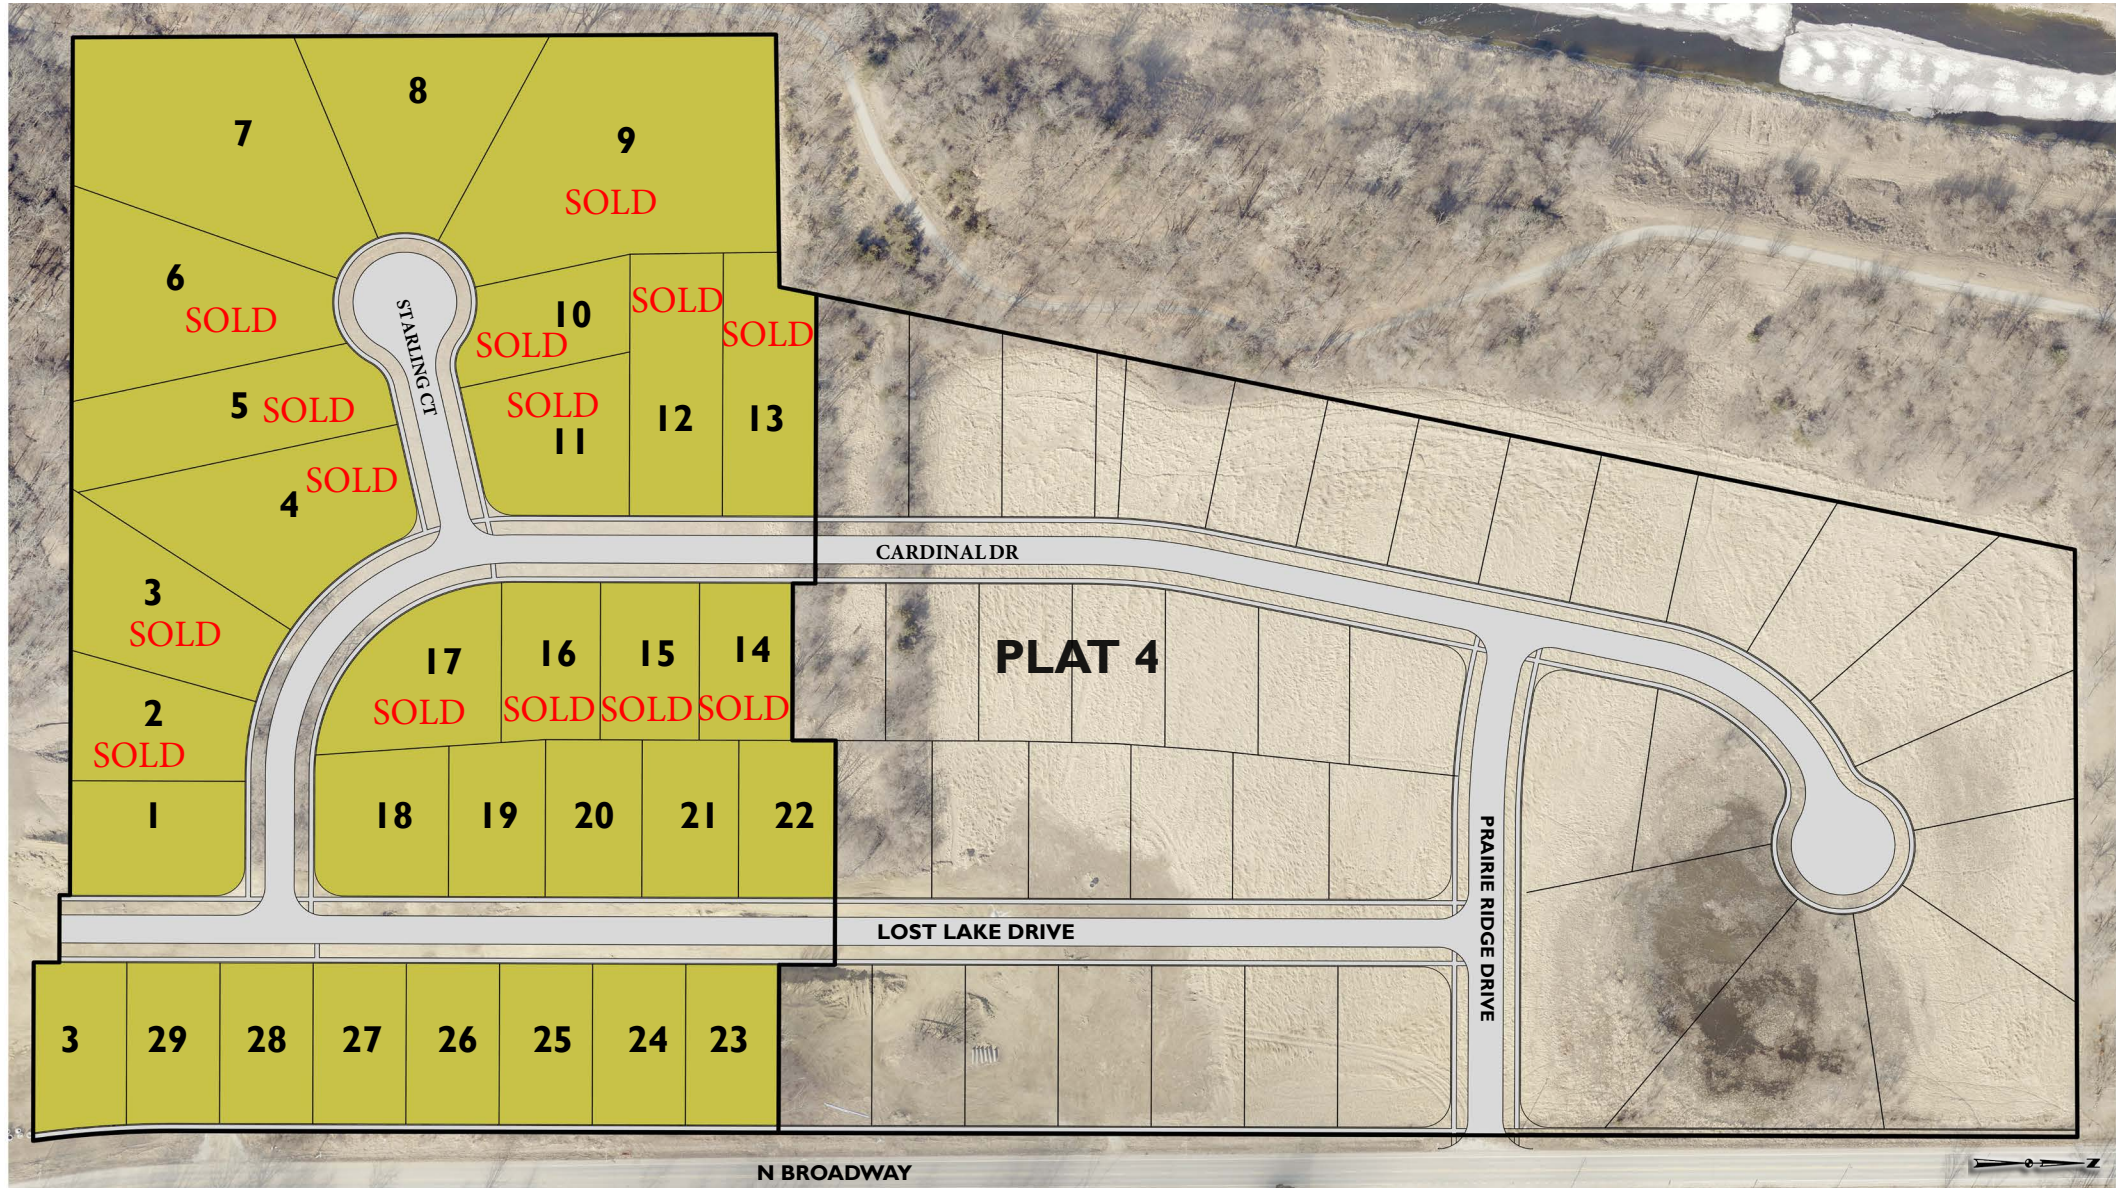 7
8
9
SOLD
6
SOLD
STARLING CT
10
SOLD
SOLD
SOLD
5 SOLD
SOLD
11
12
13
4 SOLD
CARDINAL DR
3
SOLD
17
SOLD
16
SOLD
15
SOLD
14
SOLD
PLAT 4
2
SOLD
1
18
19
20
21
22
PRAIRIE RIDGE DRIVE
LOST LAKE DRIVE
3
29
28
27
26
25
24
23
N BROADWAY
Z